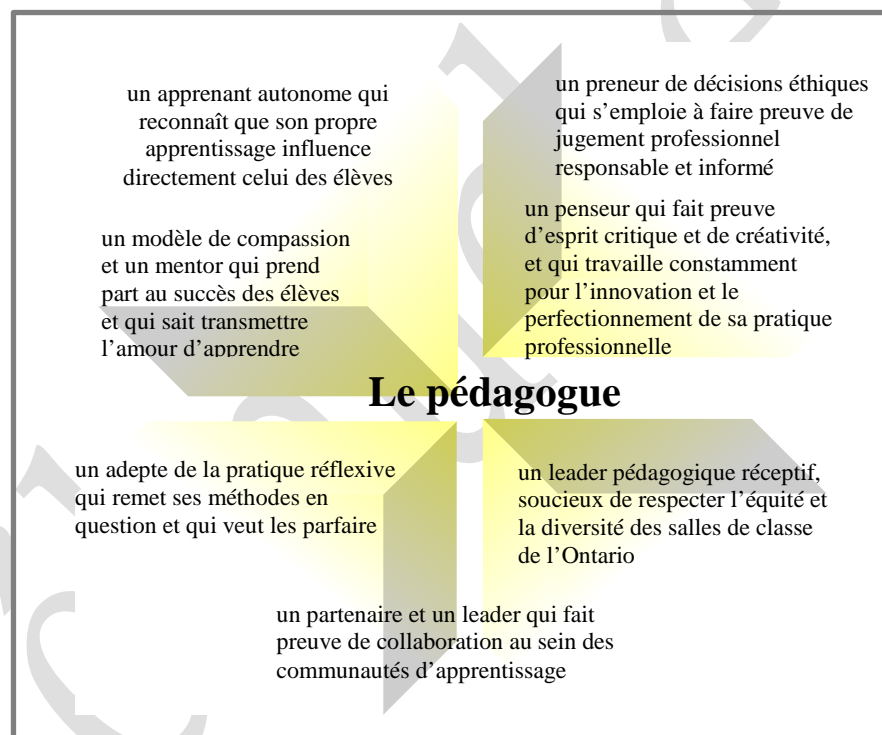 un apprenant autonome qui
reconnaît que son propre
apprentissage influence
directement celui des élèves
un preneur de décisions éthiques
qui s’emploie à faire preuve de
jugement professionnel
responsable et informé
un modèle de compassion
et un mentor qui prend
part au succès des élèves
et qui sait transmettre
l’amour d’apprendre
un penseur qui fait preuve
d’esprit critique et de créativité,
et qui travaille constamment
pour l’innovation et le
perfectionnement de sa pratique
professionnelle
Le pédagogue
un adepte de la pratique réflexive
qui remet ses méthodes en
question et qui veut les parfaire
un leader pédagogique réceptif,
soucieux de respecter l’équité et
la diversité des salles de classe
de l’Ontario
un partenaire et un leader qui fait
preuve de collaboration au sein des
communautés d’apprentissage